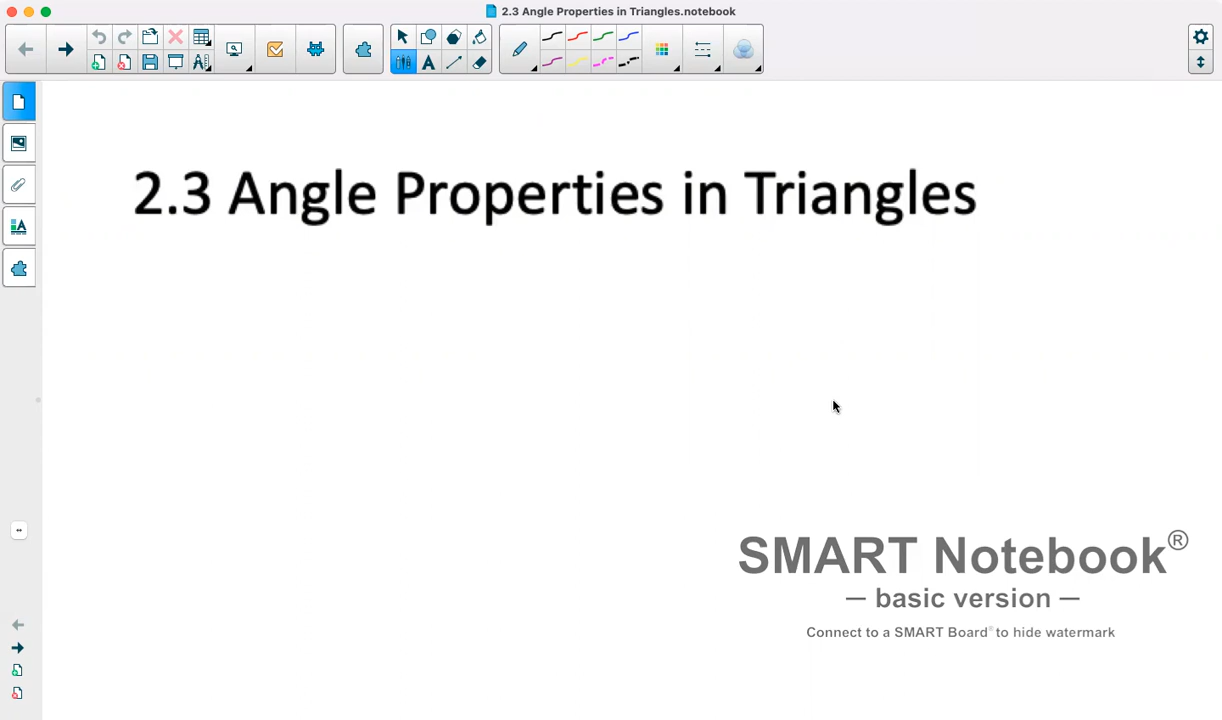 2.3 Angle Properties in Triangles.notebook
2.3 Angle Properties in Triangles
SMART Notebook®
— basic version —
Connect to a SMART Board® to hide watermark